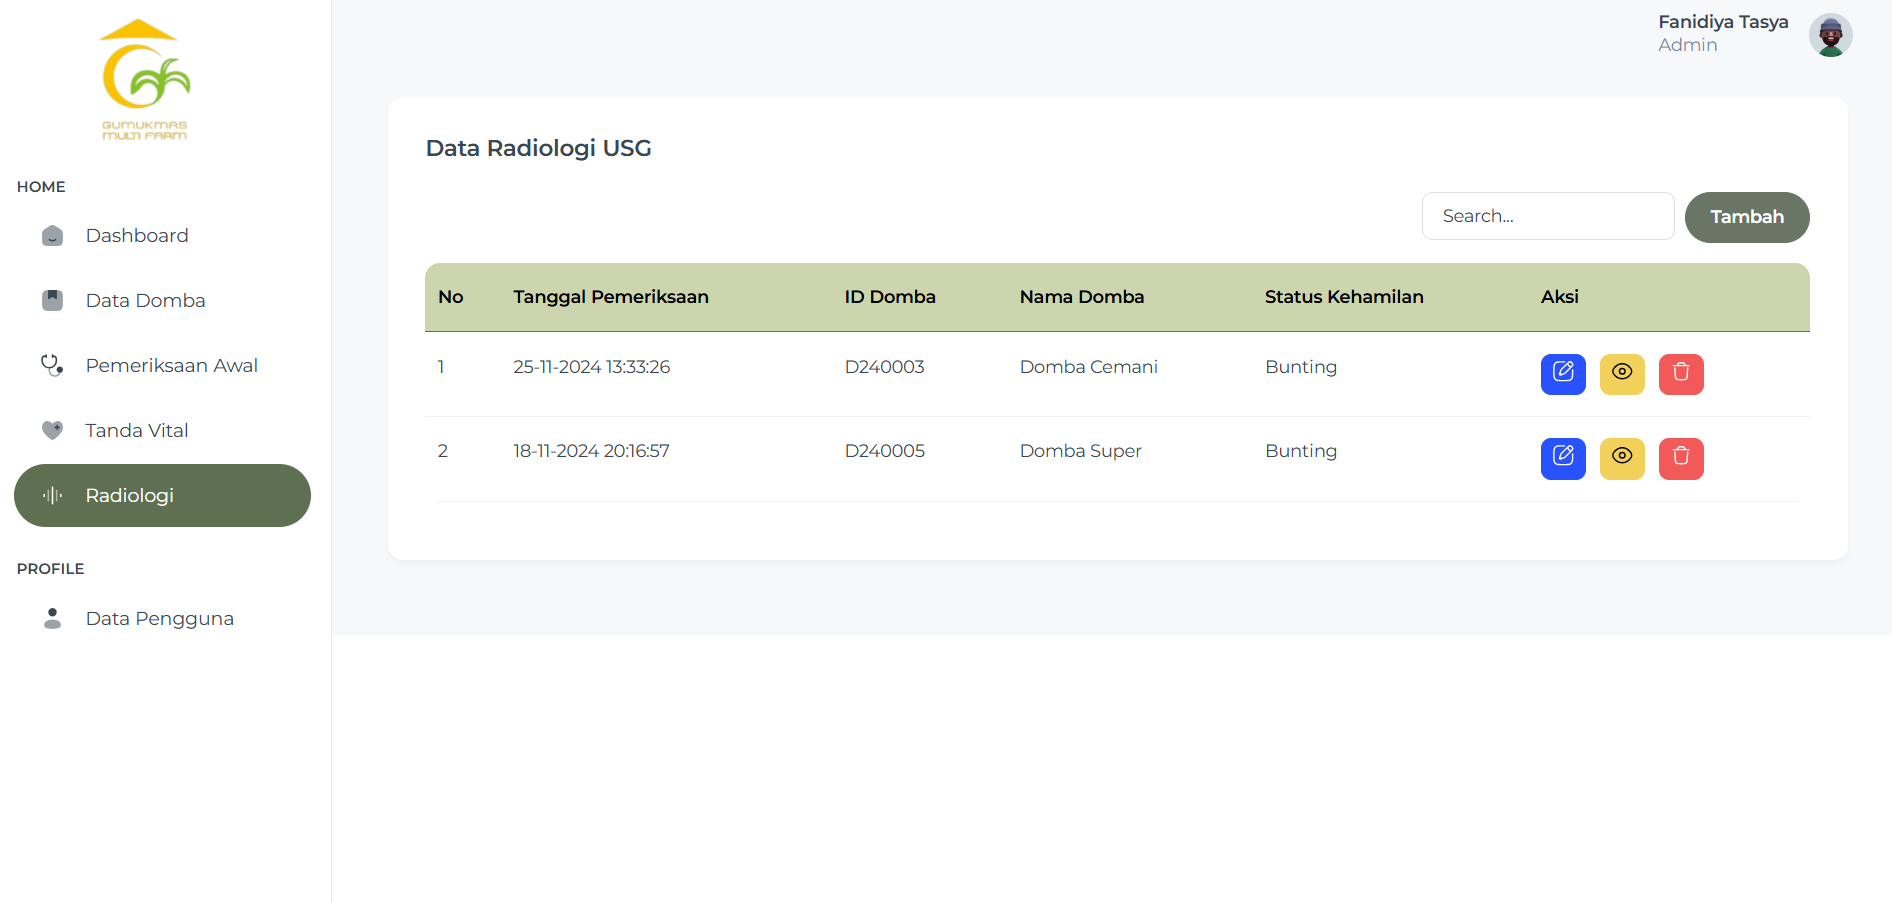 GUMUKMAS
MULTI FARM
HOME
Dashboard
Data Domba
Pemeriksaan Awal
Tanda Vital
Radiologi
PROFILE
Data Pengguna
Fanidiya Tasya
Admin
Data Radiologi USG
Search...
Tambah
No Tanggal Pemeriksaan ID Domba Nama Domba Status Kehamilan Aksi
1 25-11-2024 13:33:26 D240003 Domba Cemani Bunting
2 18-11-2024 20:16:57 D240005 Domba Super Bunting